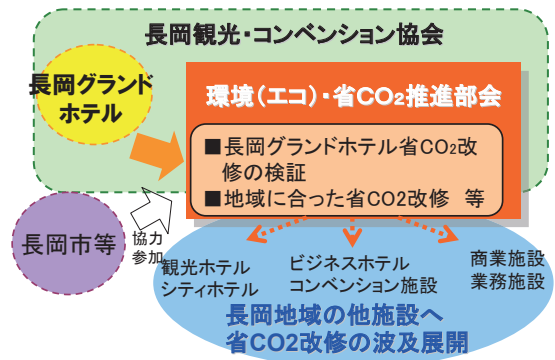 長岡観光・コンベンション協会
長岡グランド
ホテル
環境(エコ)・省CO₂推進部会
■長岡グランドホテル省CO₂改
修の検証
■地域に合った省CO2改修 等
長岡市等
協力
参加
観光ホテル
シティホテル
ビジネスホテル
コンベンション施設
商業施設
業務施設
長岡地域の他施設へ
省CO2改修の波及展開